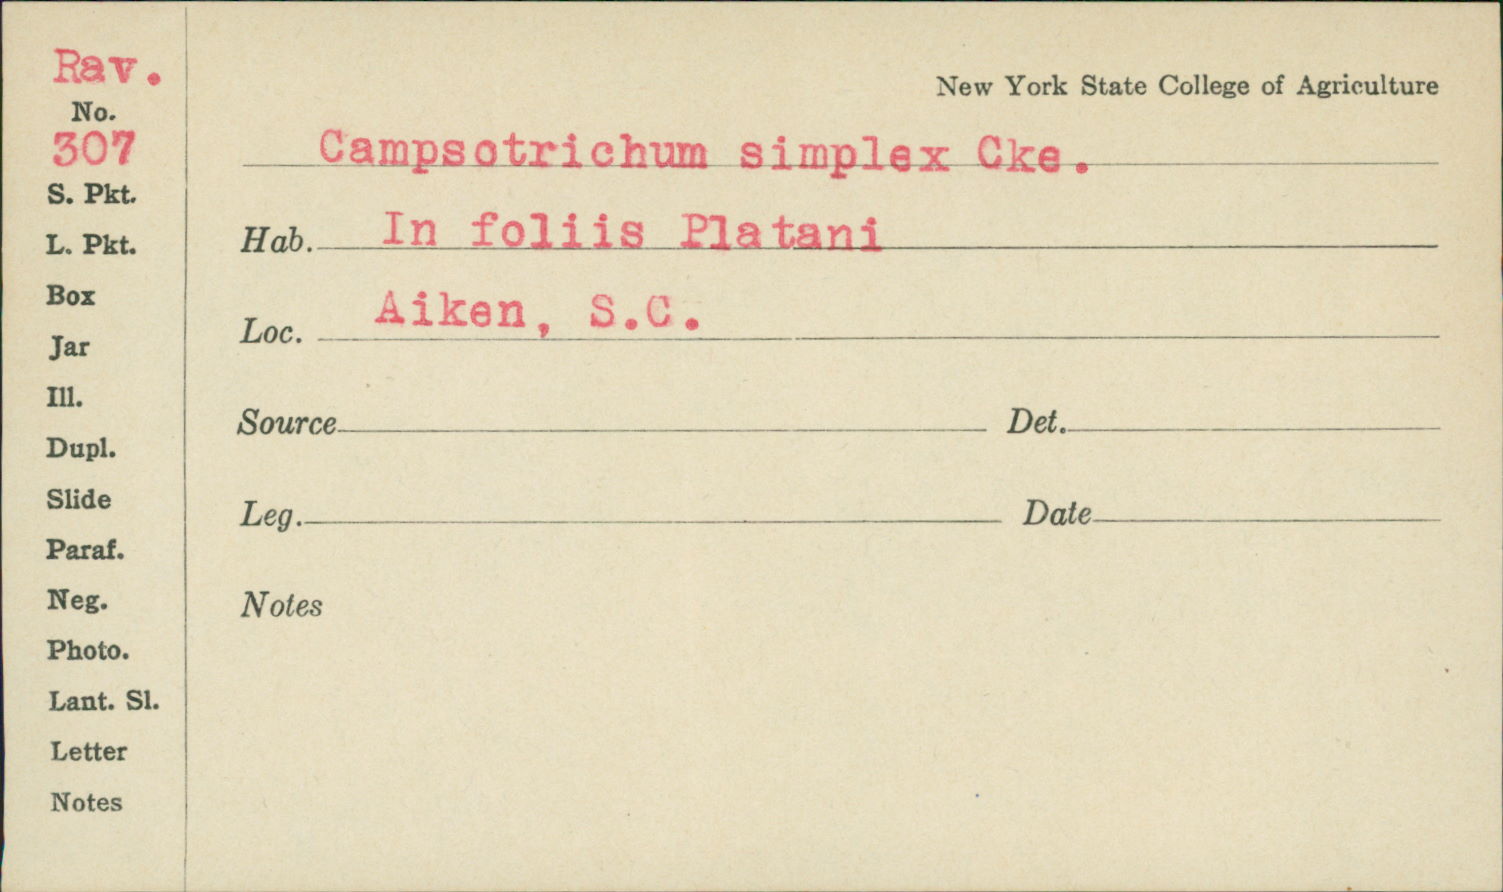 Rav.
No.
307
S. Pkt.
L. Pkt.
Box
Jar
Ill.
Dupl.
Slide
Paraf.
Neg.
Photo.
Lant. Sl.
Letter
Notes
New York State College of Agriculture
Campsotrichum simplex Cke.
Hab. In foliis Platani
Loc. Aiken, S.C.
Source Det.
Leg. Date
Notes